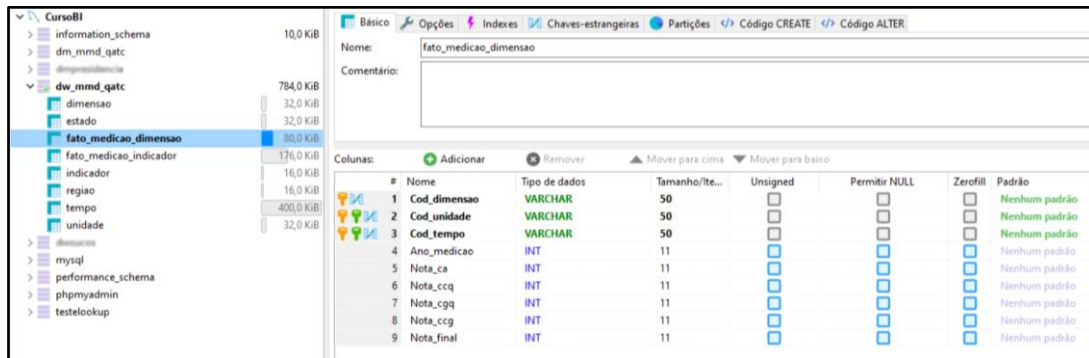 CursoBI
information_schema 10,0 KiB
dm_mmd_qatc
dw_mmd_qatc 784,0 KiB
dimensao 32,0 KiB
estado 32,0 KiB
fato_medicao_dimensao 80,0 KiB
fato_medicao_indicador 176,0 KiB
indicador 16,0 KiB
regiao 16,0 KiB
tempo 400,0 KiB
unidade 32,0 KiB
mysql
performance_schema
phpmyadmin
testelookup
Básico Opções Indexes Chaves-estrangeiras Partições </> Código CREATE </> Código ALTER
Nome: fato_medicao_dimensao
Comentário:
Colunas: Adicionar Remover Mover para cima Mover para baixo
# Nome Tipo de dados Tamanho/Ite... Unsigned Permitir NULL Zerofill Padrão
1 Cod_dimensao VARCHAR 50 Nenhum padrão
2 Cod_unidade VARCHAR 50 Nenhum padrão
3 Cod_tempo VARCHAR 50 Nenhum padrão
4 Ano_medicao INT 11 Nenhum padrão
5 Nota_ca INT 11 Nenhum padrão
6 Nota_ccq INT 11 Nenhum padrão
7 Nota_cgq INT 11 Nenhum padrão
8 Nota_ccg INT 11 Nenhum padrão
9 Nota_final INT 11 Nenhum padrão